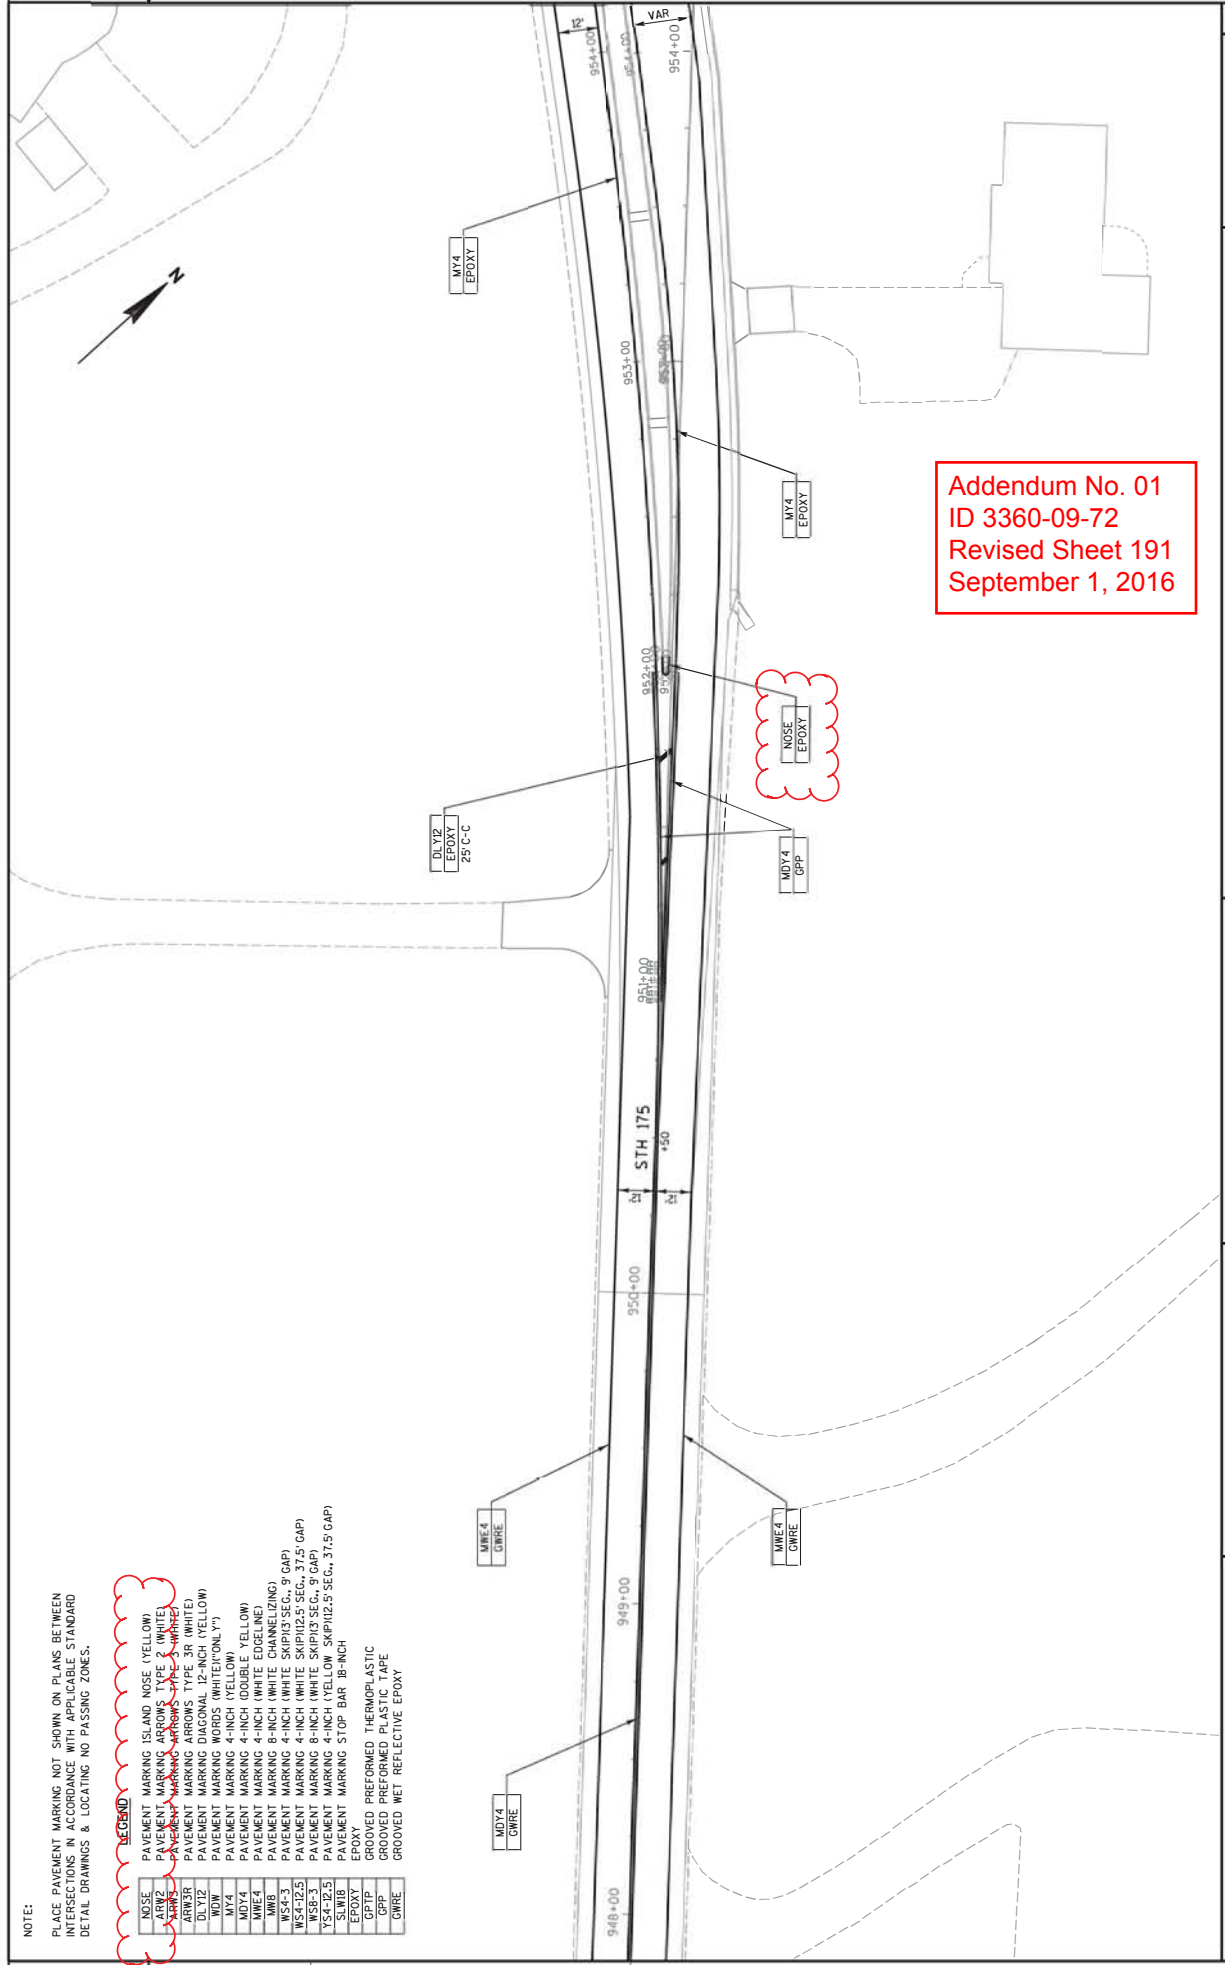 NOTE:
PLACE PAVEMENT MARKING NOT SHOWN ON PLANS BETWEEN
INTERSECTIONS IN ACCORDANCE WITH APPLICABLE STANDARD
DETAIL DRAWINGS & LOCATING NO PASSING ZONES.
LEGEND
NOSE PAVEMENT MARKING ISLAND NOSE (YELLOW)
ARW2 PAVEMENT MARKING ARROWS TYPE 2 (WHITE)
ARW3 PAVEMENT MARKING ARROWS TYPE 3 (WHITE)
ARW3R PAVEMENT MARKING ARROWS TYPE 3R (WHITE)
DLY12 PAVEMENT MARKING DIAGONAL 12-INCH (YELLOW)
WDW PAVEMENT MARKING WORDS (WHITE)("ONLY")
MY4 PAVEMENT MARKING 4-INCH (YELLOW)
MDY4 PAVEMENT MARKING 4-INCH (DOUBLE YELLOW)
MWE4 PAVEMENT MARKING 4-INCH (WHITE EDGELINE)
MW8 PAVEMENT MARKING 8-INCH (WHITE CHANNELIZING)
WS4-3 PAVEMENT MARKING 4-INCH (WHITE SKIP)(3' SEC., 9' GAP)
WS4-12.5 PAVEMENT MARKING 4-INCH (WHITE SKIP)(12.5' SEC., 37.5' GAP)
WS8-3 PAVEMENT MARKING 8-INCH (WHITE SKIP)(3' SEC., 9' GAP)
YS4-12.5 PAVEMENT MARKING 4-INCH (YELLOW SKIP)(12.5' SEC., 37.5' GAP)
SLW18 PAVEMENT MARKING STOP BAR 18-INCH
EPOXY EPOXY
GPTP GROOVED PREFORMED THERMOPLASTIC
GPP GROOVED PREFORMED PLASTIC TAPE
GWRE GROOVED WET REFLECTIVE EPOXY
N
MDY4
GWRE
MWE4
GWRE
DLY12
EPOXY
25' C-C
MY4
EPOXY
948+00
949+00
950+00
12'
12'
STH 175
+50
951+00
952+00
953+00
954+00
954+00
954+00
12'
VAR
MWE4
GWRE
MDY4
GPP
NOSE
EPOXY
MY4
EPOXY
Addendum No. 01
ID 3360-09-72
Revised Sheet 191
September 1, 2016